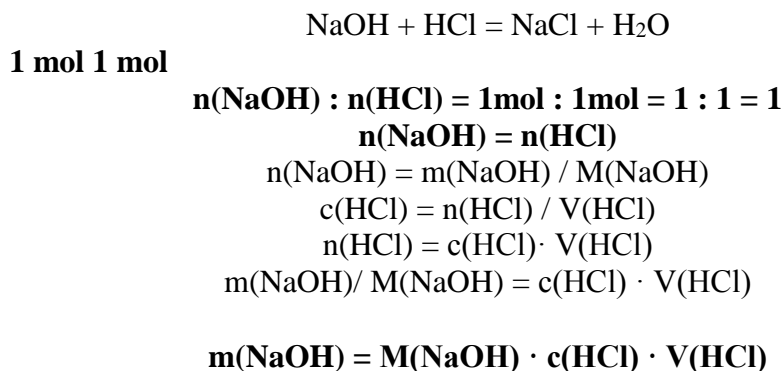 NaOH + HCl = NaCl + H₂O
1 mol 1 mol
n(NaOH) : n(HCl) = 1mol : 1mol = 1 : 1 = 1
n(NaOH) = n(HCl)
n(NaOH) = m(NaOH) / M(NaOH)
c(HCl) = n(HCl) / V(HCl)
n(HCl) = c(HCl)· V(HCl)
m(NaOH)/ M(NaOH) = c(HCl) · V(HCl)
m(NaOH) = M(NaOH) · c(HCl) · V(HCl)